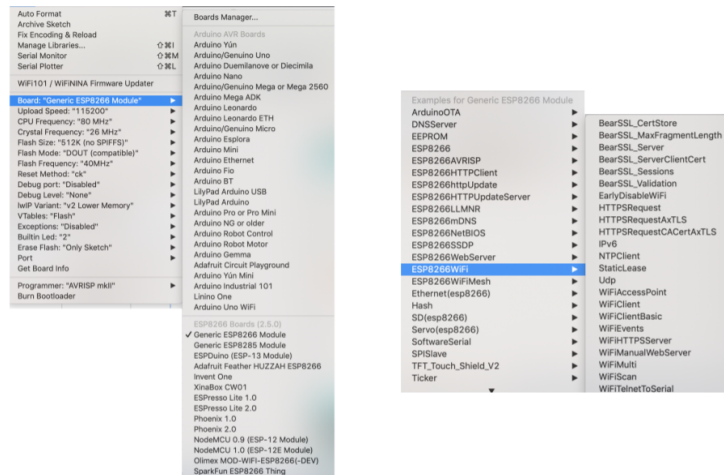 Auto Format ⌘T
Archive Sketch
Fix Encoding & Reload
Manage Libraries... ⇧⌘I
Serial Monitor ⇧⌘M
Serial Plotter ⇧⌘L
WiFi101 / WiFiNINA Firmware Updater
Board: "Generic ESP8266 Module"
Upload Speed: "115200"
CPU Frequency: "80 MHz"
Crystal Frequency: "26 MHz"
Flash Size: "512K (no SPIFFS)"
Flash Mode: "DOUT (compatible)"
Flash Frequency: "40MHz"
Reset Method: "ck"
Debug port: "Disabled"
Debug Level: "None"
lwIP Variant: "v2 Lower Memory"
VTables: "Flash"
Exceptions: "Disabled"
Builtin Led: "2"
Erase Flash: "Only Sketch"
Port
Get Board Info
Programmer: "AVRISP mkII"
Burn Bootloader
Boards Manager...
Arduino AVR Boards
Arduino Yún
Arduino/Genuino Uno
Arduino Duemilanove or Diecimila
Arduino Nano
Arduino/Genuino Mega or Mega 2560
Arduino Mega ADK
Arduino Leonardo
Arduino Leonardo ETH
Arduino/Genuino Micro
Arduino Esplora
Arduino Mini
Arduino Ethernet
Arduino Fio
Arduino BT
LilyPad Arduino USB
LilyPad Arduino
Arduino Pro or Pro Mini
Arduino NG or older
Arduino Robot Control
Arduino Robot Motor
Arduino Gemma
Adafruit Circuit Playground
Arduino Yún Mini
Arduino Industrial 101
Linino One
Arduino Uno WiFi
ESP8266 Boards (2.5.0)
✓ Generic ESP8266 Module
Generic ESP8285 Module
ESPDuino (ESP-13 Module)
Adafruit Feather HUZZAH ESP8266
Invent One
XinaBox CW01
ESPresso Lite 1.0
ESPresso Lite 2.0
Phoenix 1.0
Phoenix 2.0
NodeMCU 0.9 (ESP-12 Module)
NodeMCU 1.0 (ESP-12E Module)
Olimex MOD-WIFI-ESP8266(-DEV)
SparkFun ESP8266 Thing
Examples for Generic ESP8266 Module
ArduinoOTA
DNSServer
EEPROM
ESP8266
ESP8266AVRISP
ESP8266HTTPClient
ESP8266httpUpdate
ESP8266HTTPUpdateServer
ESP8266LLMNR
ESP8266mDNS
ESP8266NetBIOS
ESP8266SSDP
ESP8266WebServer
ESP8266WiFi
ESP8266WiFiMesh
Ethernet(esp8266)
Hash
SD(esp8266)
Servo(esp8266)
SoftwareSerial
SPISlave
TFT_Touch_Shield_V2
Ticker
BearSSL_CertStore
BearSSL_MaxFragmentLength
BearSSL_Server
BearSSL_ServerClientCert
BearSSL_Sessions
BearSSL_Validation
EarlyDisableWiFi
HTTPSRequest
HTTPSRequestAxTLS
HTTPSRequestCACertAxTLS
IPv6
NTPClient
StaticLease
Udp
WiFiAccessPoint
WiFiClient
WiFiClientBasic
WiFiEvents
WiFiHTTPSServer
WiFiManualWebServer
WiFiMulti
WiFiScan
WiFiTelnetToSerial